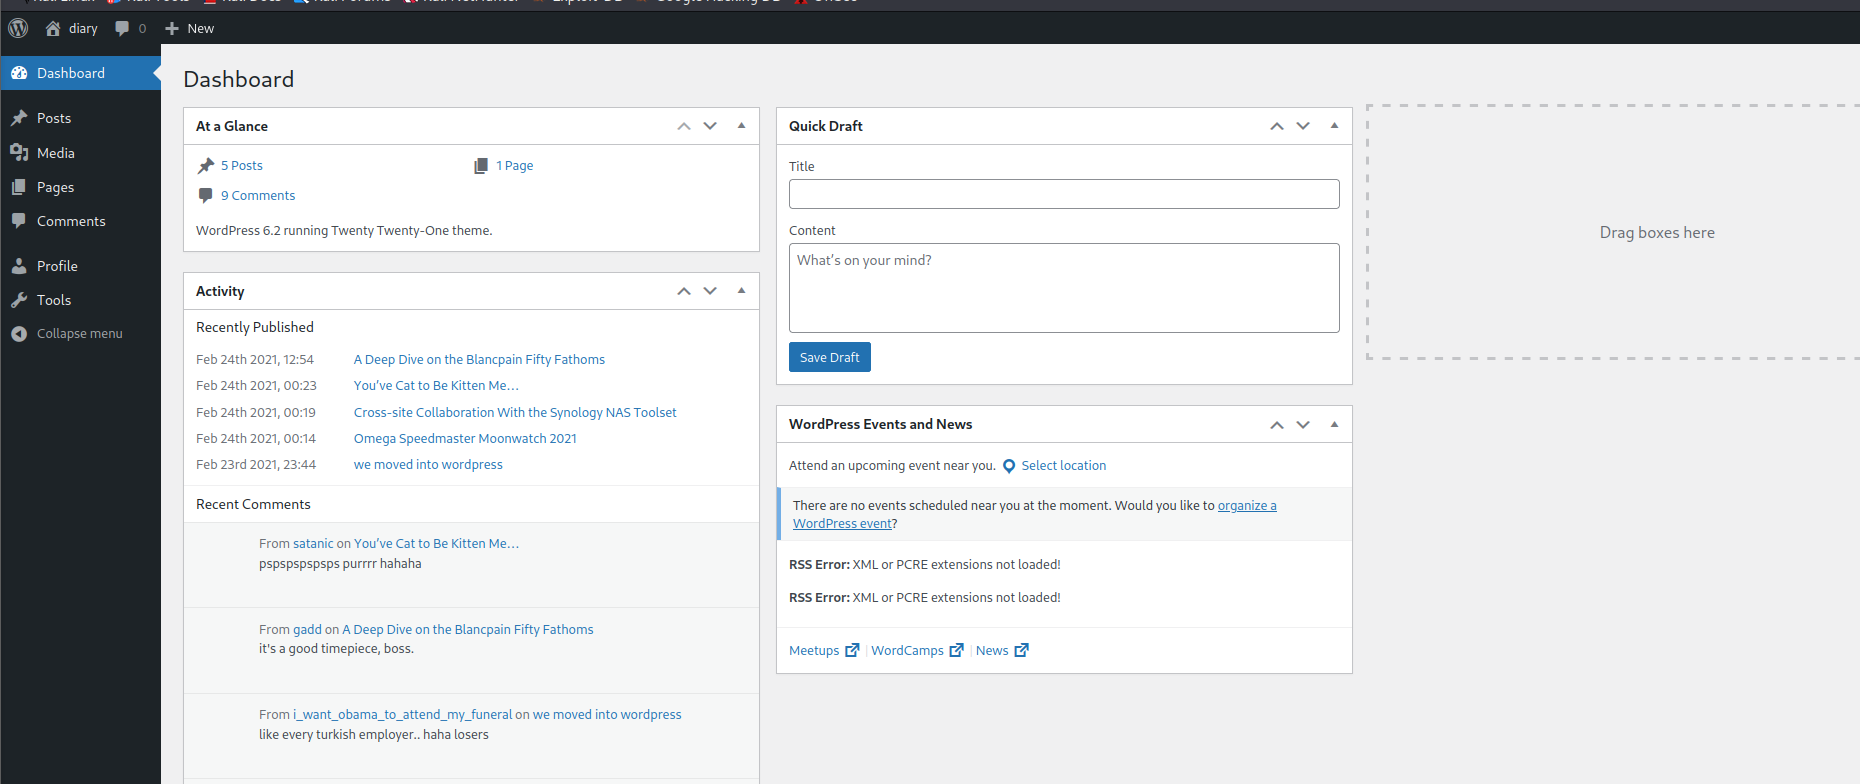 diary 0 New
Dashboard
Posts
Media
Pages
Comments
Profile
Tools
Collapse menu
Dashboard
At a Glance
5 Posts 1 Page
9 Comments
WordPress 6.2 running Twenty Twenty-One theme.
Activity
Recently Published
Feb 24th 2021, 12:54 A Deep Dive on the Blancpain Fifty Fathoms
Feb 24th 2021, 00:23 You’ve Cat to Be Kitten Me…
Feb 24th 2021, 00:19 Cross-site Collaboration With the Synology NAS Toolset
Feb 24th 2021, 00:14 Omega Speedmaster Moonwatch 2021
Feb 23rd 2021, 23:44 we moved into wordpress
Recent Comments
From satanic on You’ve Cat to Be Kitten Me…
pspspspspsps purrrr hahaha
From gadd on A Deep Dive on the Blancpain Fifty Fathoms
it's a good timepiece, boss.
From i_want_obama_to_attend_my_funeral on we moved into wordpress
like every turkish employer.. haha losers
Quick Draft
Title
Content
What’s on your mind?
Save Draft
WordPress Events and News
Attend an upcoming event near you. Select location
There are no events scheduled near you at the moment. Would you like to organize a
WordPress event?
RSS Error: XML or PCRE extensions not loaded!
RSS Error: XML or PCRE extensions not loaded!
Meetups | WordCamps | News
Drag boxes here